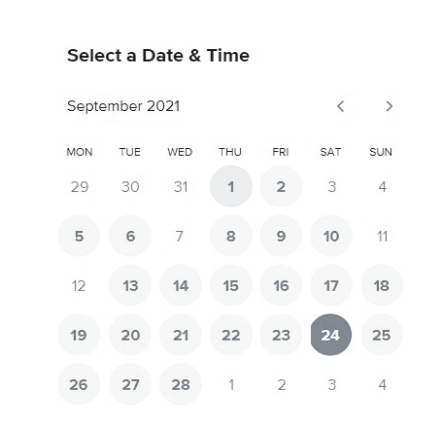 Select a Date & Time
September 2021
MON TUE WED THU FRI SAT SUN
29 30 31 1 2 3 4
5 6 7 8 9 10 11
12 13 14 15 16 17 18
19 20 21 22 23 24 25
26 27 28 1 2 3 4